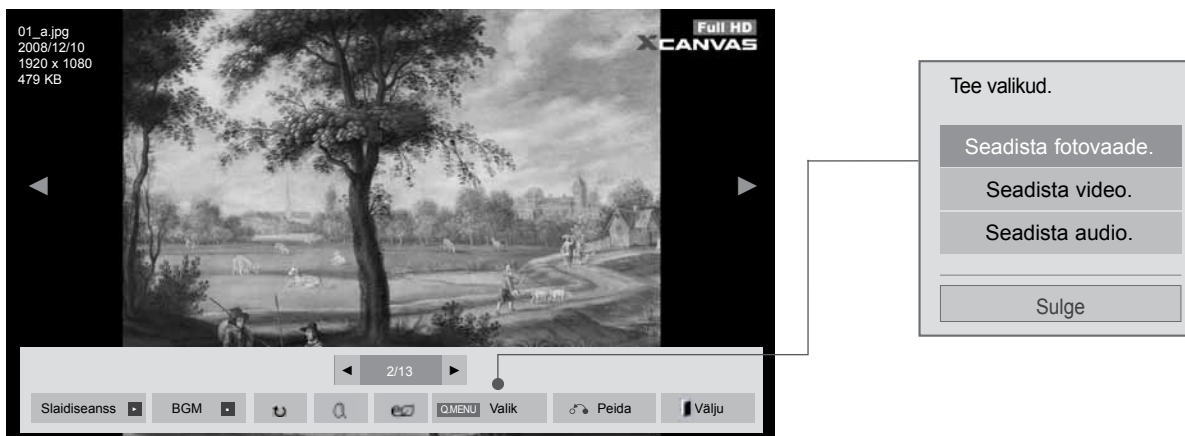 01_a.jpg
2008/12/10
1920 x 1080
479 KB
Full HD
XCANVAS
◄ 2/13 ►
Slaidiseanss BGM Q.MENU Valik Peida Välju
Tee valikud.
Seadista fotovaade.
Seadista video.
Seadista audio.
Sulge